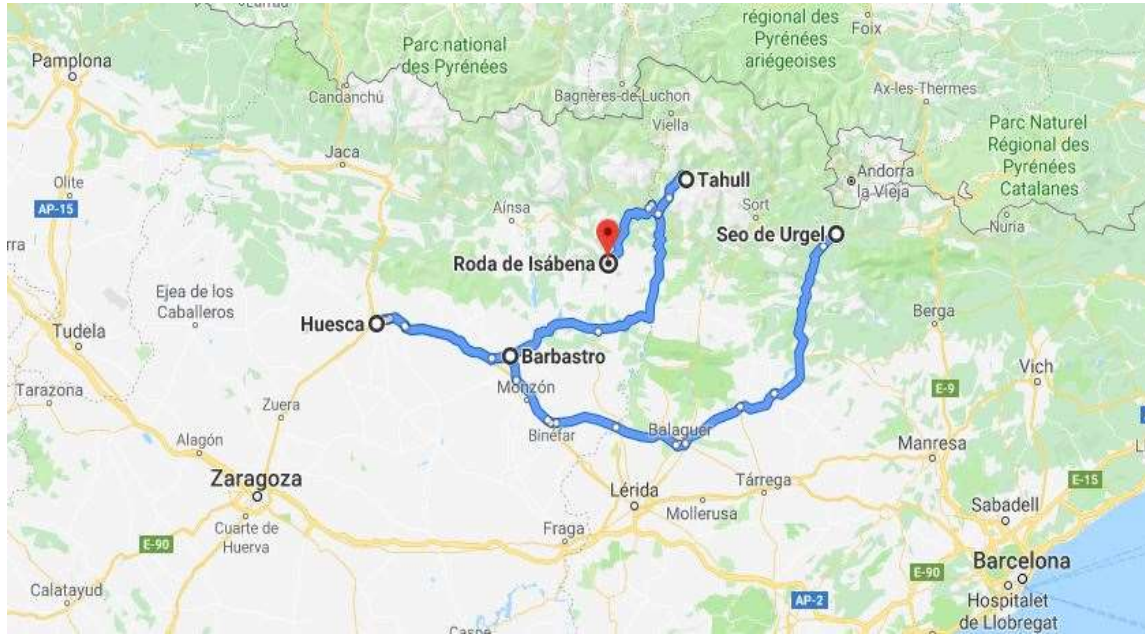 Laruns
régional des
Pyrénées
ariégeoises
Foix
Parc national
des Pyrénées
Pamplona
Candanchú
Bagnères-de-Luchon
Ax-les-Thermes
Viella
Parc Naturel
Régional des
Pyrénées
Catalanes
Jaca
Olite
Tahull
Andorra
la Vieja
AP-15
Aínsa
Sort
Nuria
Seo de Urgel
Roda de Isábena
Ejea de los
Caballeros
Huesca
Berga
Tudela
Barbastro
Vich
Tarazona
Monzón
E-9
Zuera
Binéfar
Balaguer
Alagón
Manresa
Zaragoza
Lérida
Tárrega
E-15
Mollerusa
Sabadell
Cuarte de
Huerva
Fraga
E-90
Barcelona
E-90
Calatayud
Hospitalet
de Llobregat
AP-2
Caspe